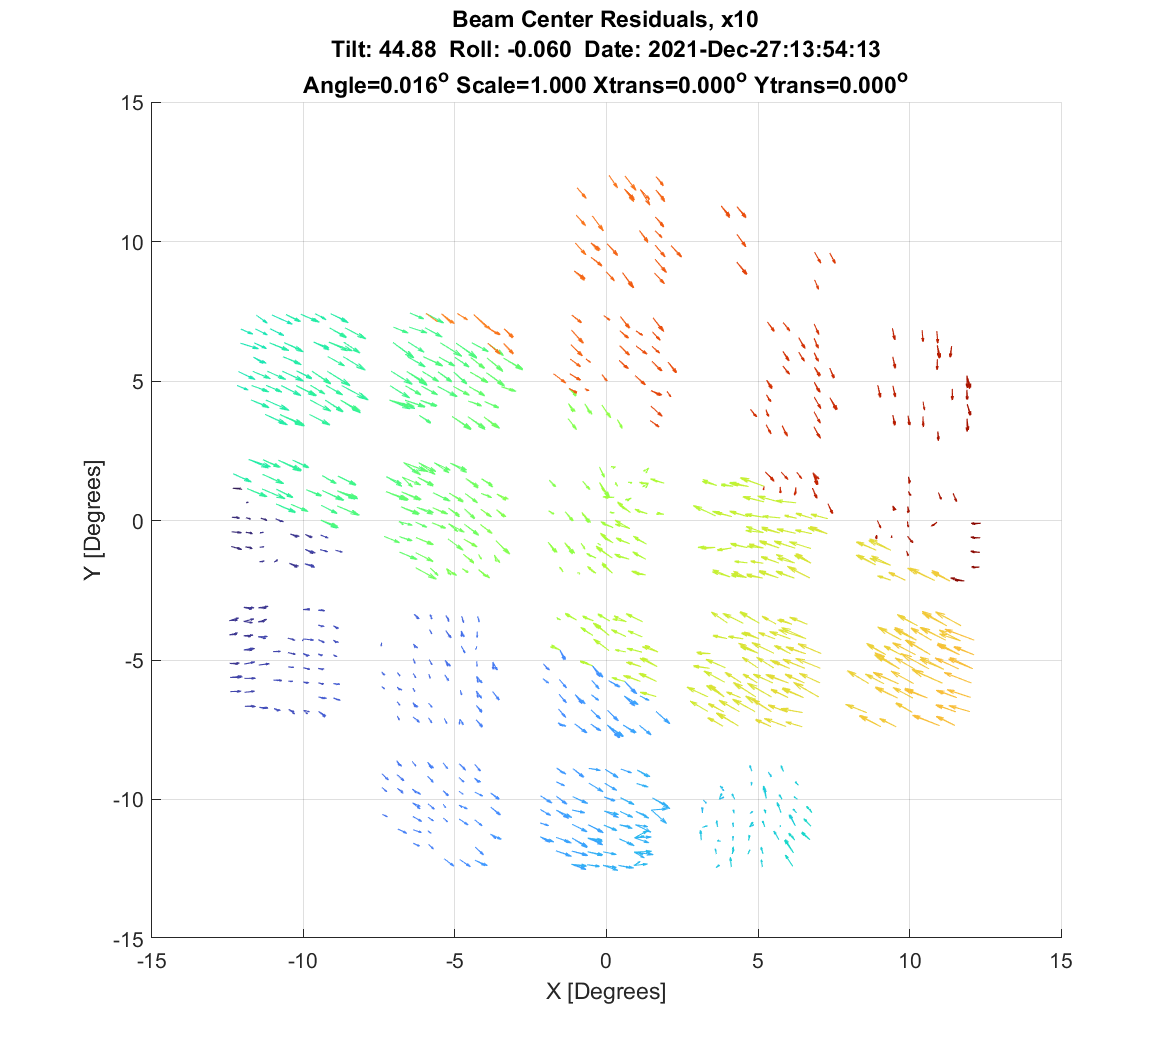 Beam Center Residuals, x10
Tilt: 44.88 Roll: -0.060 Date: 2021-Dec-27:13:54:13
Angle=0.016o Scale=1.000 Xtrans=0.000o Ytrans=0.000o
15
10
5
0
-5
-10
-15
Y [Degrees]
-15 -10 -5 0 5 10 15
X [Degrees]